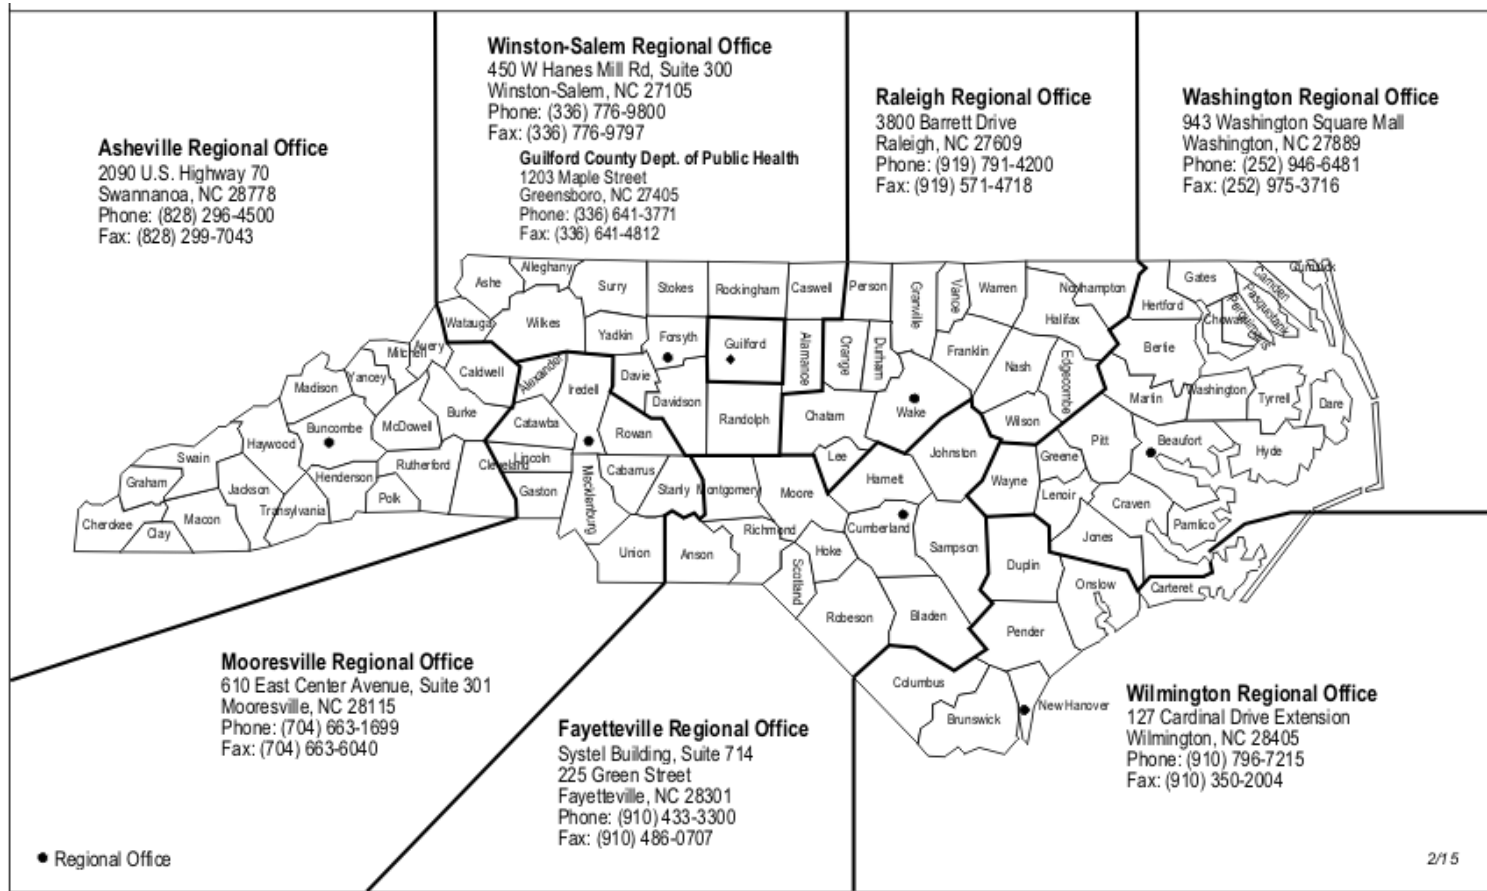 Winston-Salem Regional Office
450 W Hanes Mill Rd, Suite 300
Winston-Salem, NC 27105
Phone: (336) 776-9800
Fax: (336) 776-9797
Guilford County Dept. of Public Health
1203 Maple Street
Greensboro, NC 27405
Phone: (336) 641-3771
Fax: (336) 641-4812
Raleigh Regional Office
3800 Barrett Drive
Raleigh, NC 27609
Phone: (919) 791-4200
Fax: (919) 571-4718
Washington Regional Office
943 Washington Square Mall
Washington, NC 27889
Phone: (252) 946-6481
Fax: (252) 975-3716
Asheville Regional Office
2090 U.S. Highway 70
Swannanoa, NC 28778
Phone: (828) 296-4500
Fax: (828) 299-7043
Ashe
Alleghany
Surry
Stokes
Rockingham
Caswell
Person
Granville
Vance
Warren
Northampton
Gates
Camden
Currituck
Pasquotank
Perquimans
Chowan
Hertford
Halifax
Bertie
Watauga
Wilkes
Yadkin
Forsyth
Guilford
Alamance
Orange
Durham
Franklin
Nash
Edgecombe
Mitchell
Avery
Caldwell
Alexander
Iredell
Davie
Davidson
Randolph
Chatam
Wake
Wilson
Martin
Washington
Tyrrell
Dare
Madison
Yancey
Burke
McDowell
Catawba
Rowan
Buncombe
Haywood
Swain
Graham
Jackson
Henderson
Rutherford
Cleveland
Lincoln
Gaston
Mecklenburg
Cabarrus
Stanly
Montgomery
Moore
Lee
Harnett
Johnston
Wayne
Greene
Pitt
Beaufort
Hyde
Lenoir
Craven
Pamlico
Jones
Cherokee
Clay
Macon
Transylvania
Polk
Union
Anson
Richmond
Scotland
Hoke
Cumberland
Sampson
Duplin
Onslow
Carteret
Robeson
Bladen
Pender
Columbus
Brunswick
New Hanover
Mooresville Regional Office
610 East Center Avenue, Suite 301
Mooresville, NC 28115
Phone: (704) 663-1699
Fax: (704) 663-6040
Fayetteville Regional Office
Systel Building, Suite 714
225 Green Street
Fayetteville, NC 28301
Phone: (910) 433-3300
Fax: (910) 486-0707
Wilmington Regional Office
127 Cardinal Drive Extension
Wilmington, NC 28405
Phone: (910) 796-7215
Fax: (910) 350-2004
Regional Office
2/15